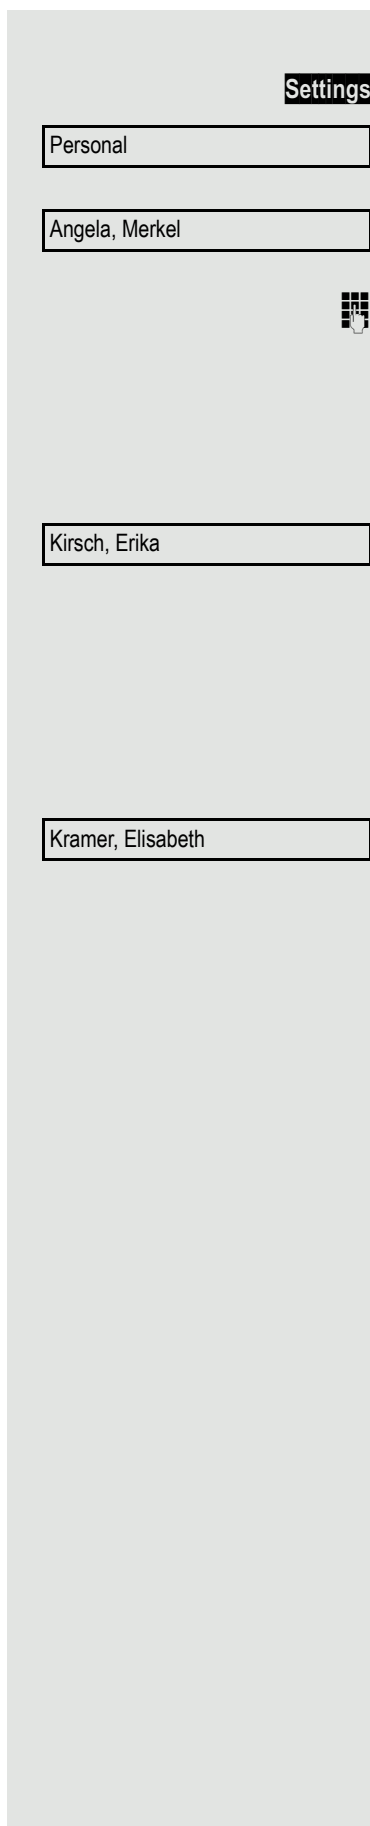 Settings
Personal
Angela, Merkel
Kirsch, Erika
Kramer, Elisabeth